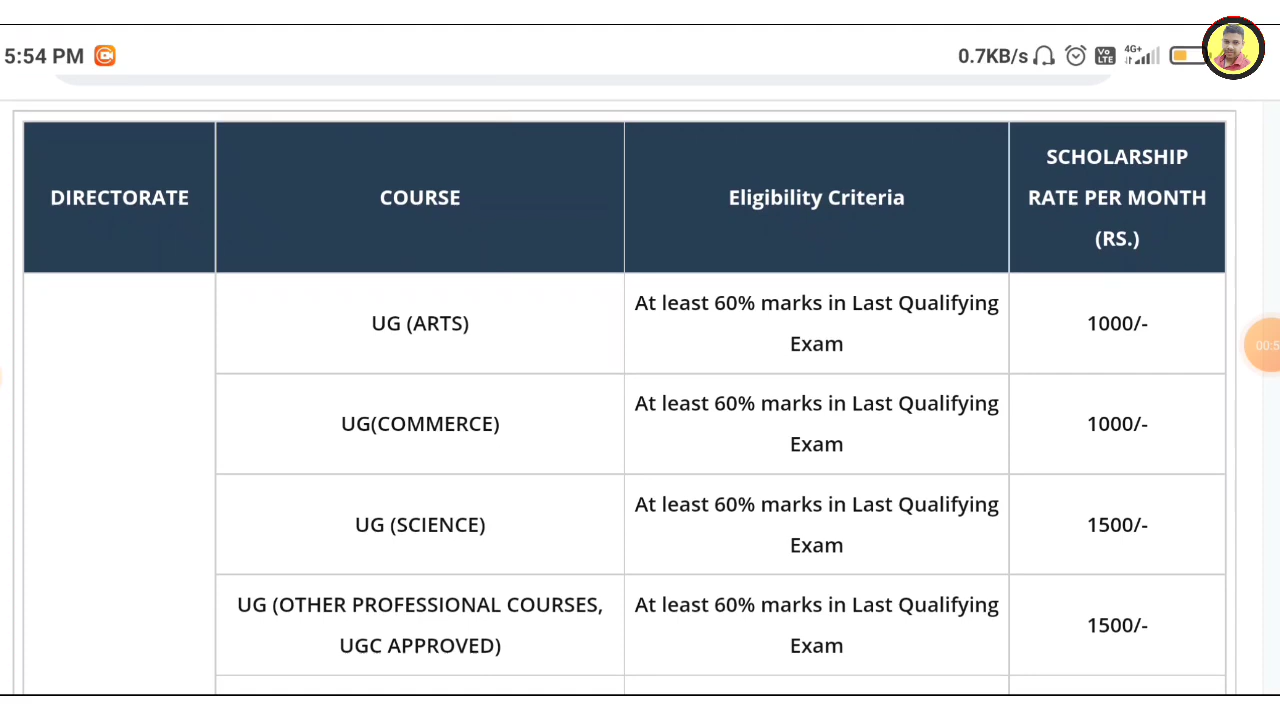 5:54 PM
0.7KB/s
Vo LTE
4G+
DIRECTORATE
COURSE
Eligibility Criteria
SCHOLARSHIP
RATE PER MONTH
(RS.)
UG (ARTS)
At least 60% marks in Last Qualifying
Exam
1000/-
UG(COMMERCE)
At least 60% marks in Last Qualifying
Exam
1000/-
UG (SCIENCE)
At least 60% marks in Last Qualifying
Exam
1500/-
UG (OTHER PROFESSIONAL COURSES,
UGC APPROVED)
At least 60% marks in Last Qualifying
Exam
1500/-